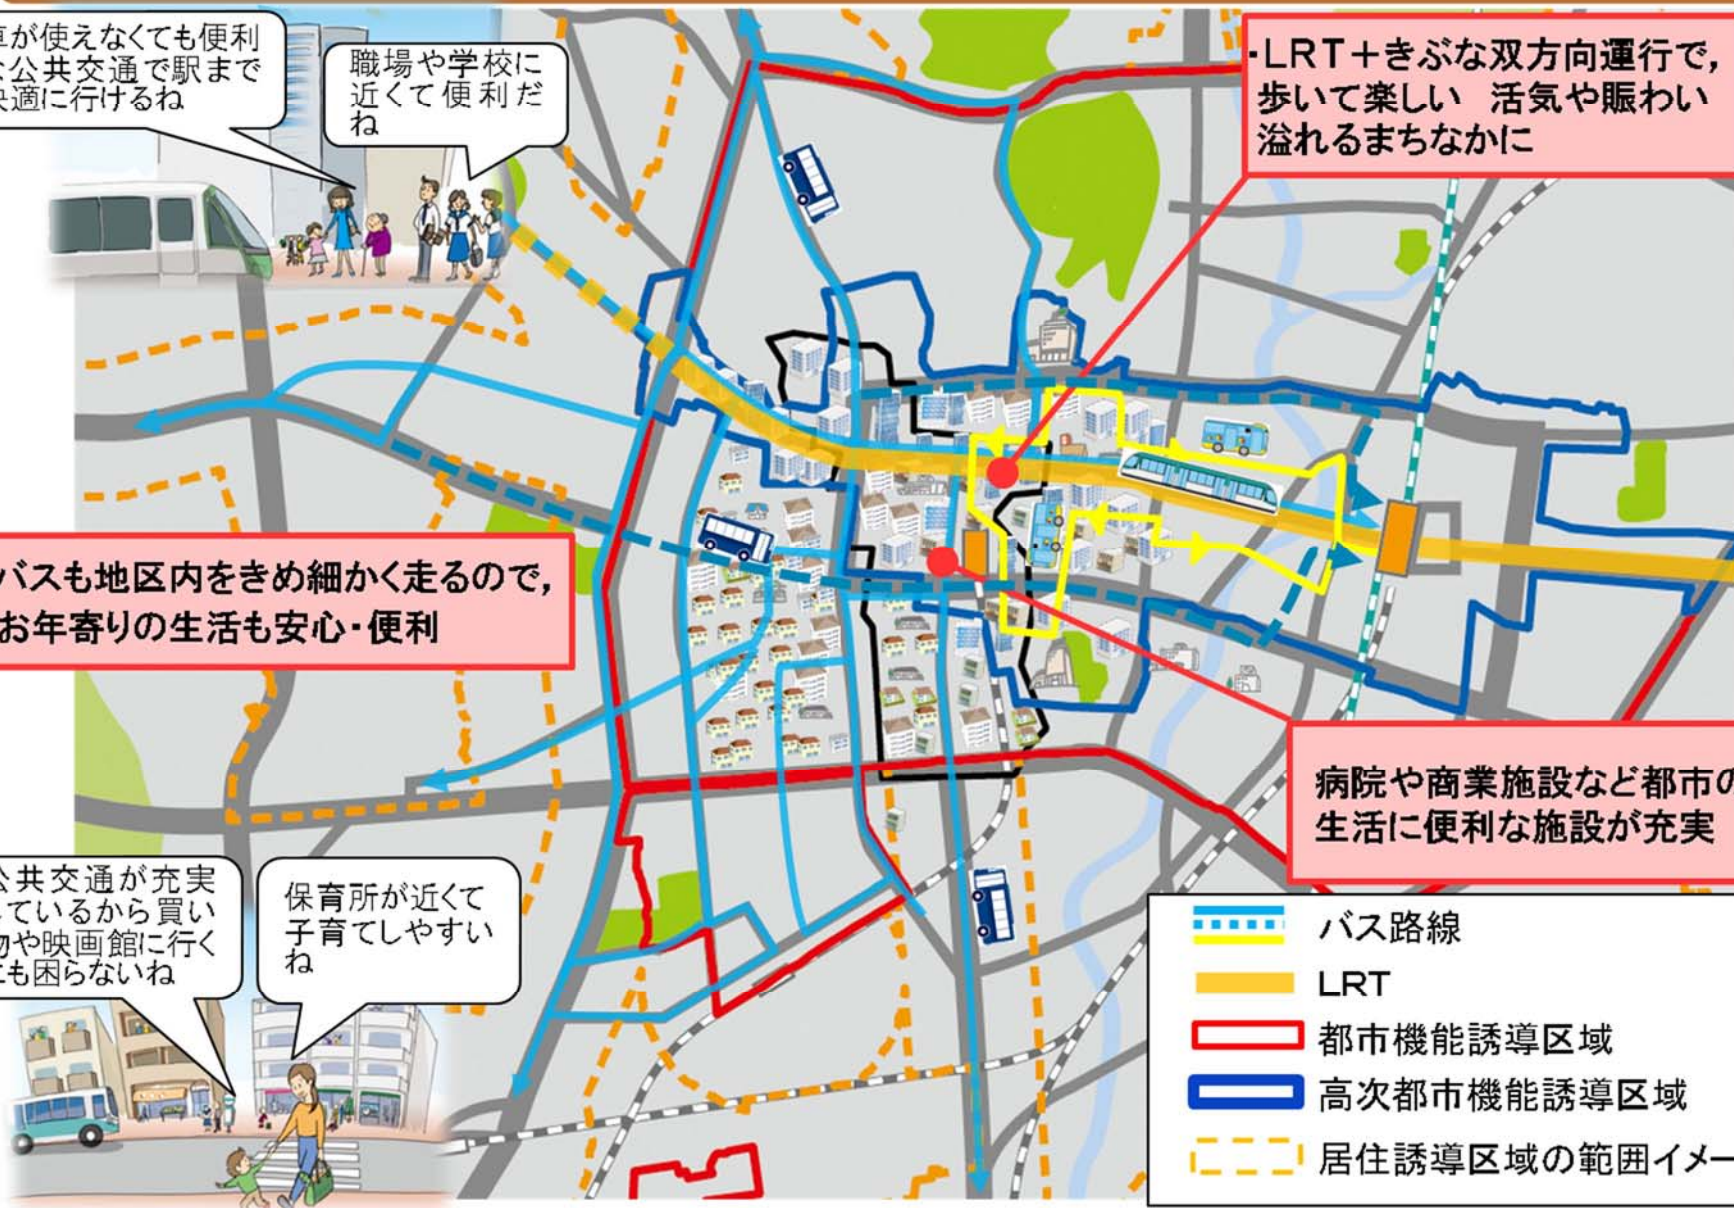 が使えなくても便利
公共交通で駅まで
適に行けるね
職場や学校に
近くて便利だ
ね
・LRT+きぶな双方向運行で,
歩いて楽しい 活気や賑わい
溢れるまちなかに
バスも地区内をきめ細かく走るので,
お年寄りの生活も安心・便利
病院や商業施設など都市の
生活に便利な施設が充実
公共交通が充実
ているから買い
物や映画館に行く
も困らないね
保育所が近くて
子育てしやすい
ね
バス路線
LRT
都市機能誘導区域
高次都市機能誘導区域
居住誘導区域の範囲イメー